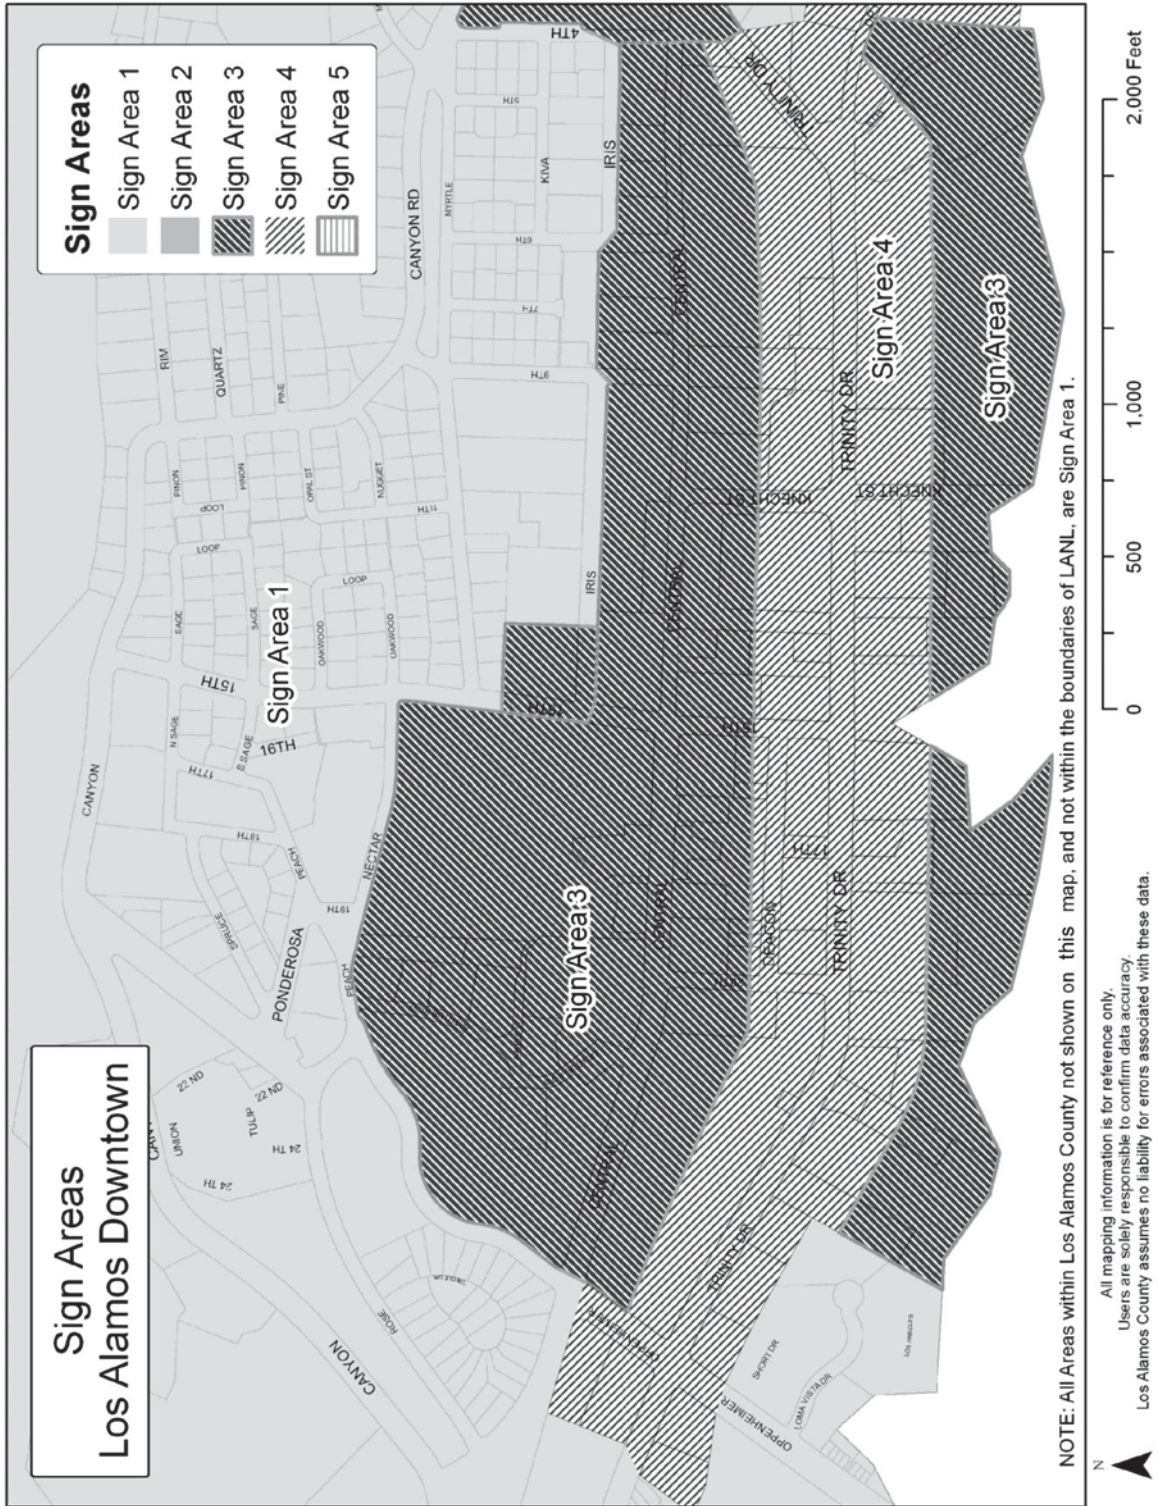 Sign Areas
Los Alamos Downtown
Sign Areas
Sign Area 1
Sign Area 2
Sign Area 3
Sign Area 4
Sign Area 5
CANYON
RIM
QUARTZ
PINE
CANYON RD
MYRTLE
KIVA
IRIS
4TH
5TH
6TH
7TH
9TH
PINON
LOOP
PINON
OPAL ST
NUGGET
11TH
LOOP
SAGE
LOOP
OAKWOOD
OAKWOOD
15TH
Sign Area 1
N SAGE
S SAGE
16TH
17TH
18TH
PEACH
SPRUCE
19TH
NECTAR
PONDEROSA
PEACH
22 ND
22 ND
UNION
TULIP
24 TH
24 TH
ROSE
CANYON
IRIS
15TH
CENTRAL
CENTRAL
CENTRAL
CENTRAL
Sign Area 3
15TH
KNECHT ST
KNECHT ST
17TH
DEACON
TRINITY DR
TRINITY DR
TRINITY DR
TRINITY DR
Sign Area 4
Sign Area 3
OPPENHEIMER
OPPENHEIMER
SHORT DR
LOMA VISTA DR
LOS ARBOLES
NOTE: All Areas within Los Alamos County not shown on this map, and not within the boundaries of LANL, are Sign Area 1.
N
All mapping information is for reference only.
Users are solely responsible to confirm data accuracy.
Los Alamos County assumes no liability for errors associated with these data.
0 500 1,000 2,000 Feet